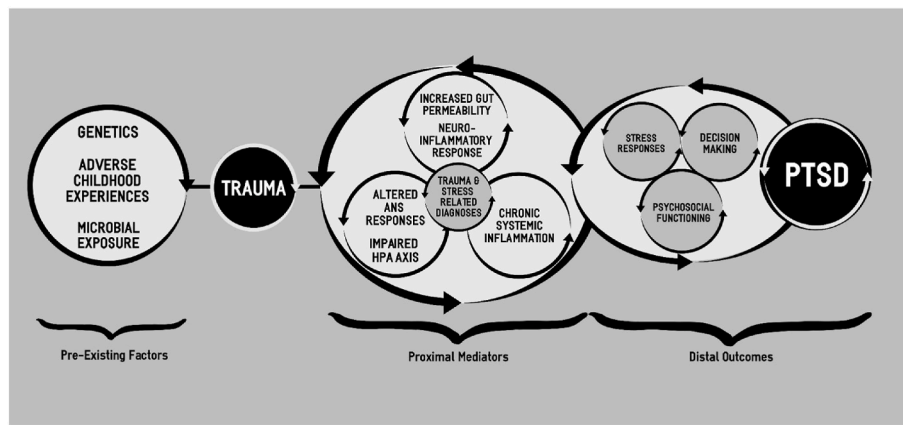 GENETICS
ADVERSE
CHILDHOOD
EXPERIENCES
MICROBIAL
EXPOSURE
TRAUMA
INCREASED GUT
PERMEABILITY
NEURO-
INFLAMMATORY
RESPONSE
ALTERED
ANS
RESPONSES
IMPAIRED
HPA AXIS
TRAUMA &
STRESS
RELATED
DIAGNOSES
CHRONIC
SYSTEMIC
INFLAMMATION
STRESS
RESPONSES
DECISION
MAKING
PSYCHOSOCIAL
FUNCTIONING
PTSD
Pre-Existing Factors
Proximal Mediators
Distal Outcomes